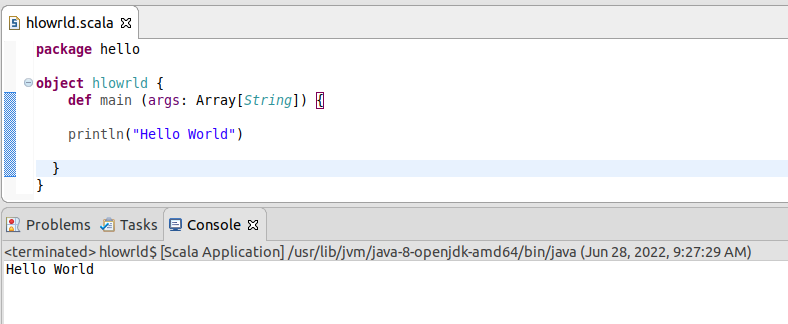 hlowrld.scala
package hello
object hlowrld {
def main (args: Array[String]) {
println("Hello World")
}
}
Problems Tasks Console
<terminated> hlowrld$ [Scala Application] /usr/lib/jvm/java-8-openjdk-amd64/bin/java (Jun 28, 2022, 9:27:29 AM)
Hello World